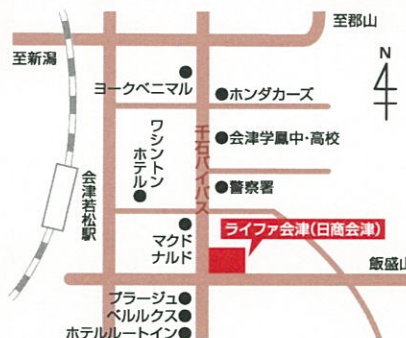 至郡山
至新潟
N
ヨークベニマル
ホンダカーズ
ワシントン
ホテル
千石バイパス
会津学鳳中・高校
会津若松駅
警察署
マクド
ナルド
ライファ会津(日商会津)
飯盛山
プラージュ
ベルルクス
ホテルルートイン